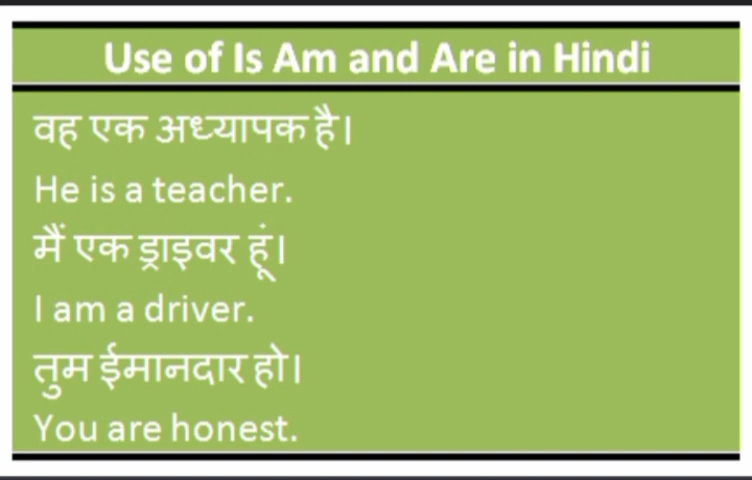 Use of Is Am and Are in Hindi
वह एक अध्यापक है।
He is a teacher.
मैं एक ड्राइवर हूं।
I am a driver.
तुम ईमानदार हो।
You are honest.